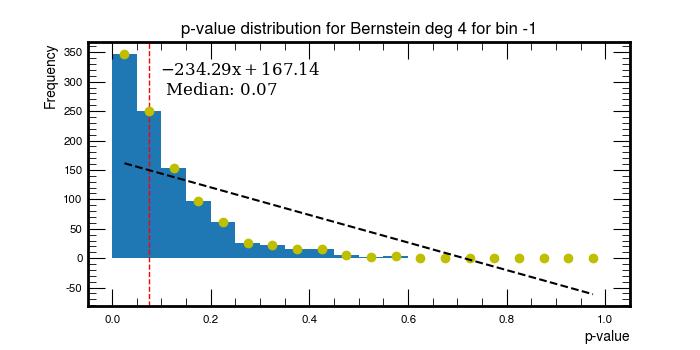 p-value distribution for Bernstein deg 4 for bin -1
Frequency
350
300
250
200
150
100
50
0
-50
−234.29x + 167.14
Median: 0.07
0.0 0.2 0.4 0.6 0.8 1.0
p-value